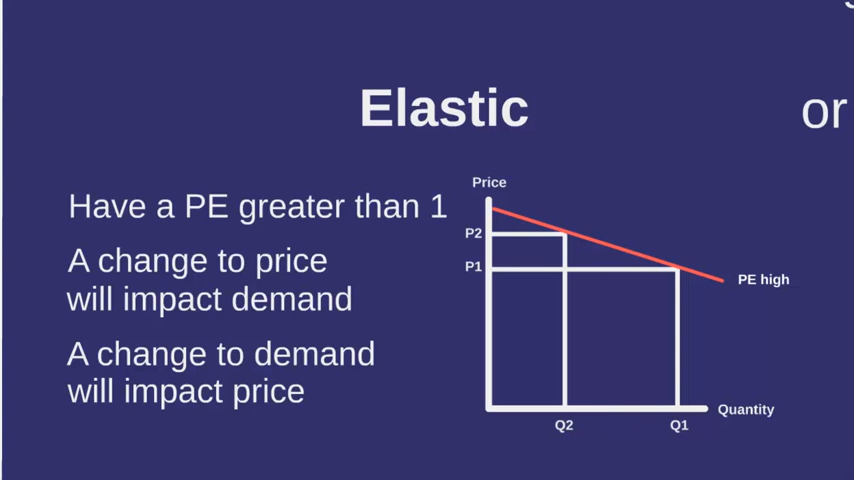 Elastic
or
Have a PE greater than 1
A change to price
will impact demand
A change to demand
will impact price
Price
P2
P1
PE high
Quantity
Q2
Q1